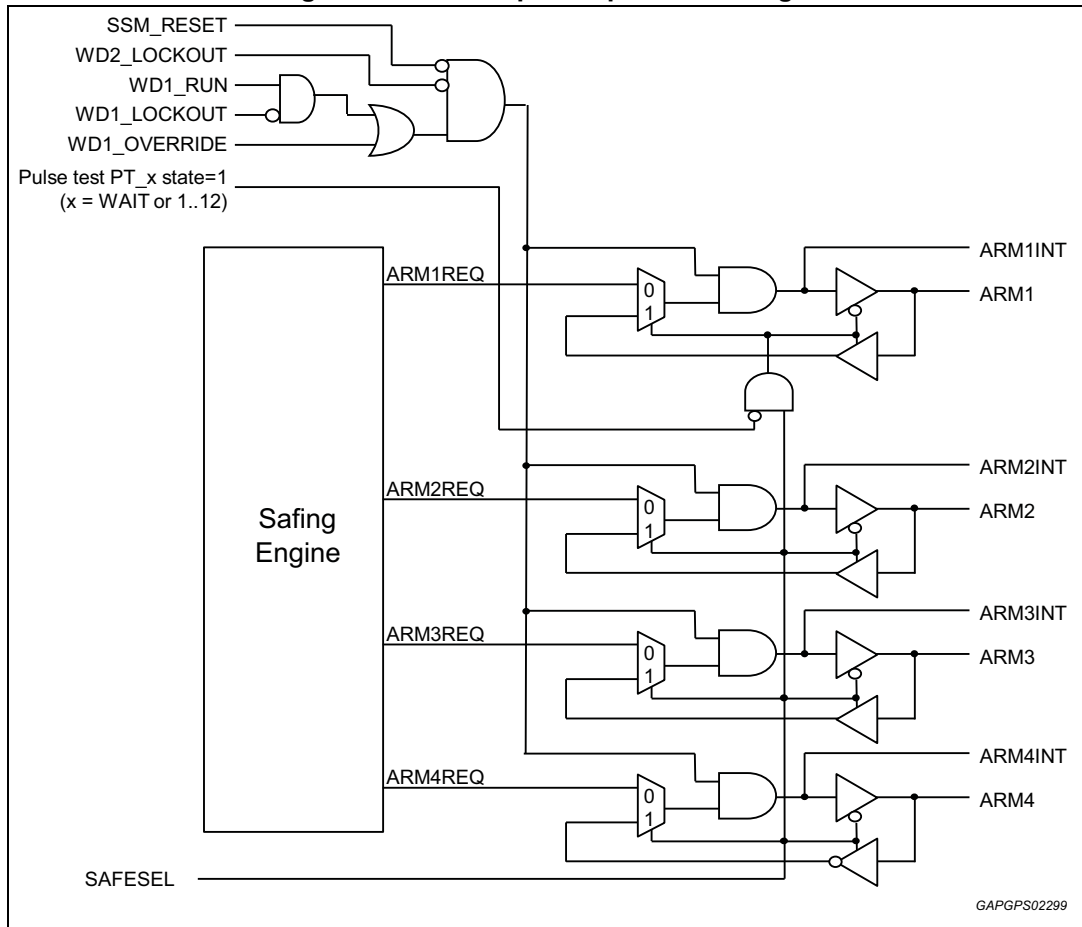 SSM_RESET
WD2_LOCKOUT
WD1_RUN
WD1_LOCKOUT
WD1_OVERRIDE
Pulse test PT_x state=1
(x = WAIT or 1..12)
ARM1INT
ARM1REQ
0
1
ARM1
ARM2INT
ARM2REQ
0
1
ARM2
Safing
Engine
ARM3INT
ARM3REQ
0
1
ARM3
ARM4INT
ARM4REQ
0
1
ARM4
SAFESEL
GAPGPS02299